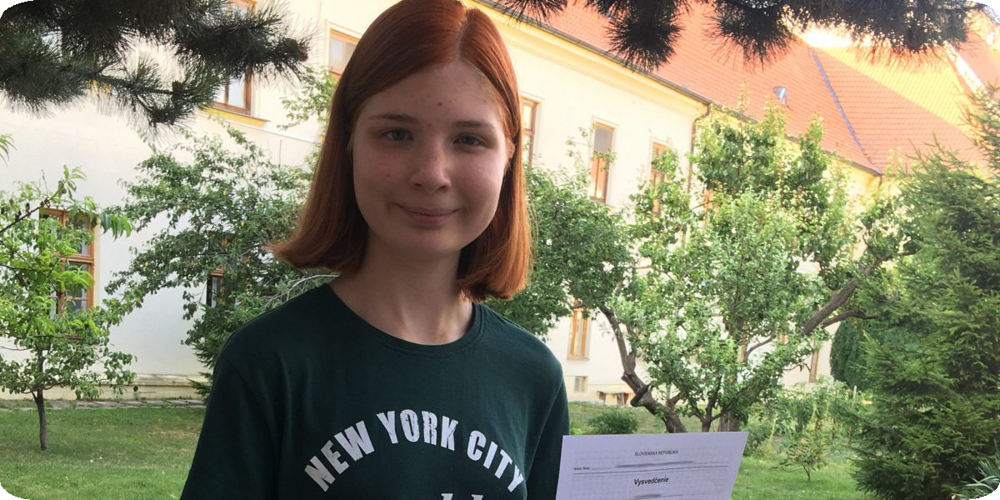 NEW YORK CITY
SLOVENSKÁ REPUBLIKA
Vysvedčenie